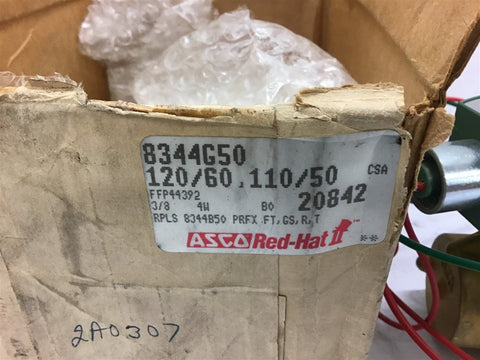 8344G50
120/60,110/50 CSA
FFP44392
3/8 4W BO 20842
RPLS 8344B50 PRFX FT,GS,R,T
ASCO Red-Hat II
2A0307